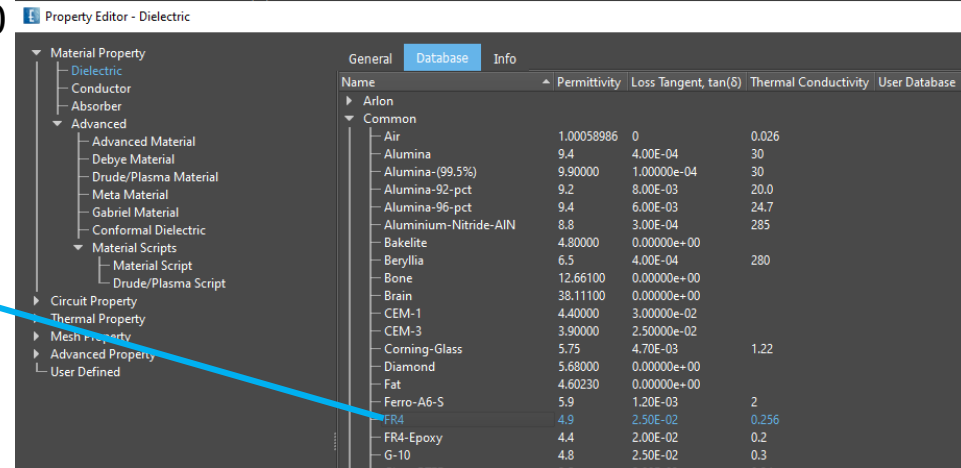 )
Property Editor - Dielectric
Material Property
Dielectric
Conductor
Absorber
Advanced
Advanced Material
Debye Material
Drude/Plasma Material
Meta Material
Gabriel Material
Conformal Dielectric
Material Scripts
Material Script
Drude/Plasma Script
Circuit Property
Thermal Property
Mesh Property
Advanced Property
User Defined
General Database Info
Name Permittivity Loss Tangent, tan(δ) Thermal Conductivity User Database
Arlon
Common
Air 1.00058986 0 0.026
Alumina 9.4 4.00E-04 30
Alumina-(99.5%) 9.90000 1.00000e-04 30
Alumina-92-pct 9.2 8.00E-03 20.0
Alumina-96-pct 9.4 6.00E-03 24.7
Aluminium-Nitride-AlN 8.8 3.00E-04 285
Bakelite 4.80000 0.00000e+00
Beryllia 6.5 4.00E-04 280
Bone 12.66100 0.00000e+00
Brain 38.11100 0.00000e+00
CEM-1 4.40000 3.00000e-02
CEM-3 3.90000 2.50000e-02
Corning-Glass 5.75 4.70E-03 1.22
Diamond 5.68000 0.00000e+00
Fat 4.60230 0.00000e+00
Ferro-A6-S 5.9 1.20E-03 2
FR4 4.9 2.50E-02 0.256
FR4-Epoxy 4.4 2.00E-02 0.2
G-10 4.8 2.50E-02 0.3